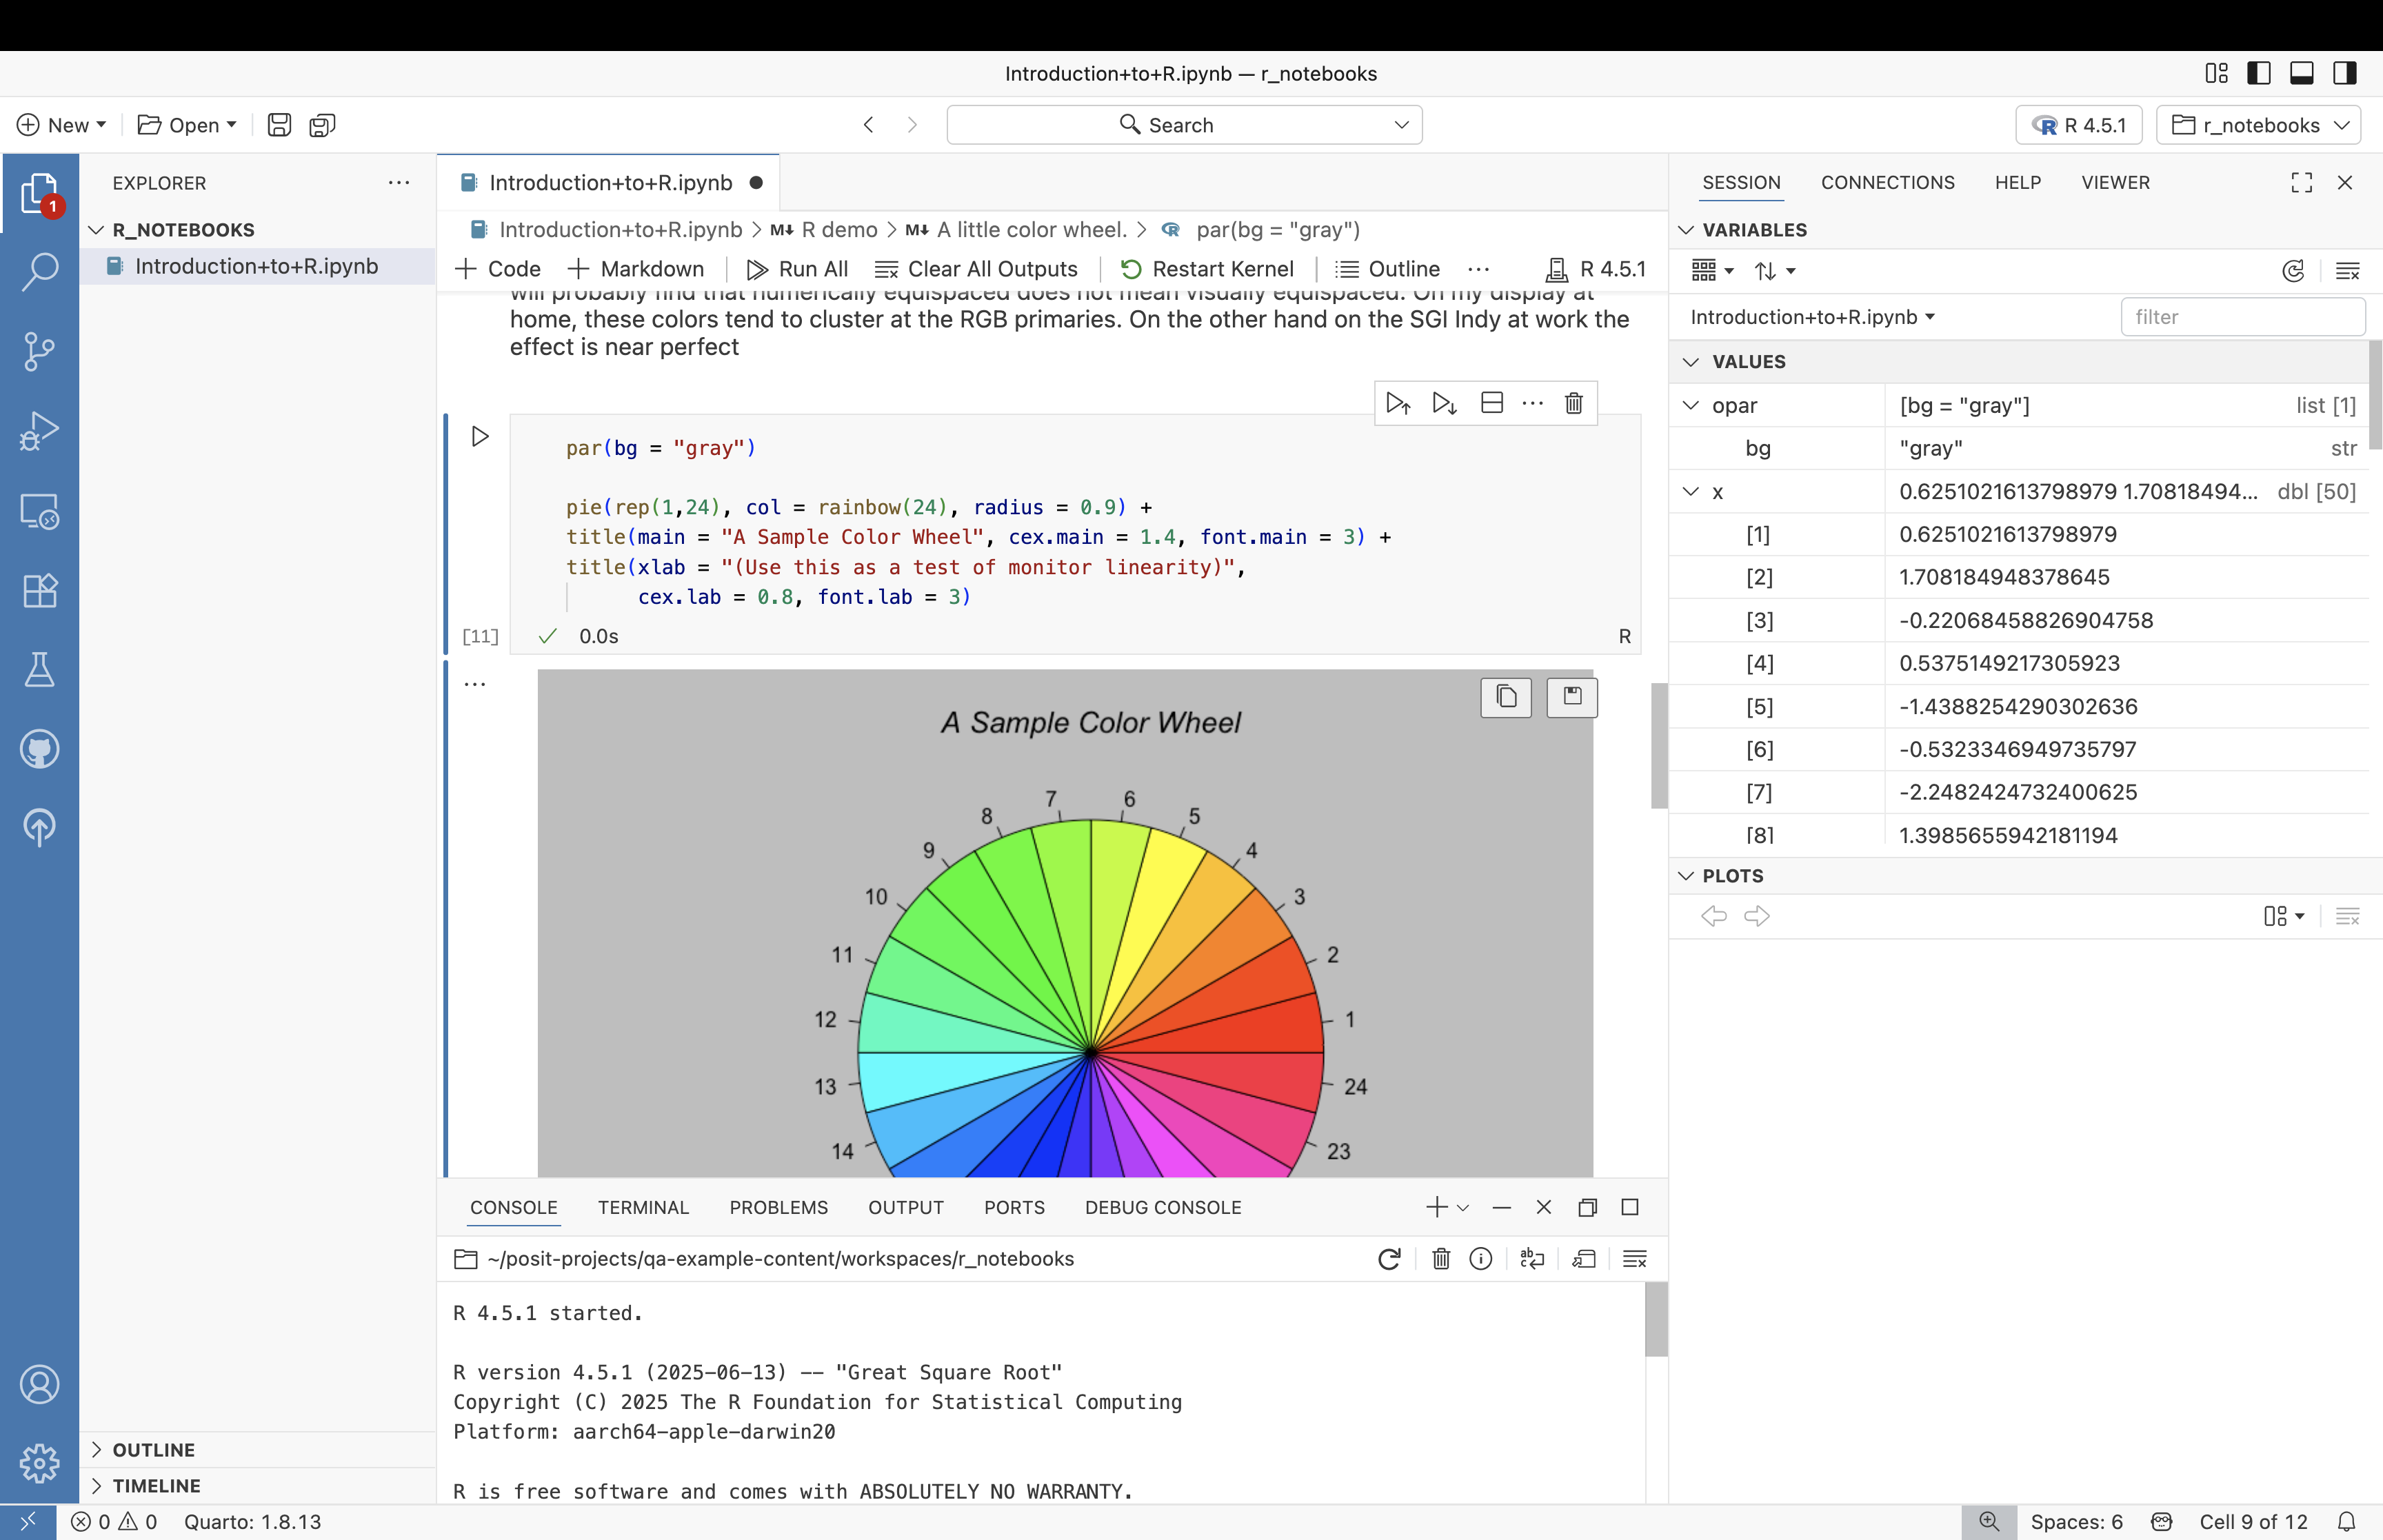 Introduction+to+R.ipynb — r_notebooks
New
Open
Search
R 4.5.1
r_notebooks
1
EXPLORER
R_NOTEBOOKS
Introduction+to+R.ipynb
OUTLINE
TIMELINE
Introduction+to+R.ipynb
Introduction+to+R.ipynb > M↓ R demo > M↓ A little color wheel. > par(bg = "gray")
+ Code + Markdown Run All Clear All Outputs Restart Kernel Outline ... R 4.5.1
will probably find that numerically equispaced does not mean visually equispaced. On my display at
home, these colors tend to cluster at the RGB primaries. On the other hand on the SGI Indy at work the
effect is near perfect
par(bg = "gray")
pie(rep(1,24), col = rainbow(24), radius = 0.9) +
title(main = "A Sample Color Wheel", cex.main = 1.4, font.main = 3) +
title(xlab = "(Use this as a test of monitor linearity)",
cex.lab = 0.8, font.lab = 3)
[11] 0.0s R
A Sample Color Wheel
7 6
8 5
9 4
10 3
11 2
12 1
13 24
14 23
CONSOLE TERMINAL PROBLEMS OUTPUT PORTS DEBUG CONSOLE
~/posit-projects/qa-example-content/workspaces/r_notebooks
R 4.5.1 started.
R version 4.5.1 (2025-06-13) -- "Great Square Root"
Copyright (C) 2025 The R Foundation for Statistical Computing
Platform: aarch64-apple-darwin20
R is free software and comes with ABSOLUTELY NO WARRANTY.
SESSION CONNECTIONS HELP VIEWER
VARIABLES
Introduction+to+R.ipynb filter
VALUES
opar [bg = "gray"] list [1]
bg "gray" str
x 0.6251021613798979 1.70818494... dbl [50]
[1] 0.6251021613798979
[2] 1.708184948378645
[3] -0.22068458826904758
[4] 0.5375149217305923
[5] -1.4388254290302636
[6] -0.5323346949735797
[7] -2.2482424732400625
[8] 1.3985655942181194
PLOTS
0 0 Quarto: 1.8.13
Spaces: 6 Cell 9 of 12